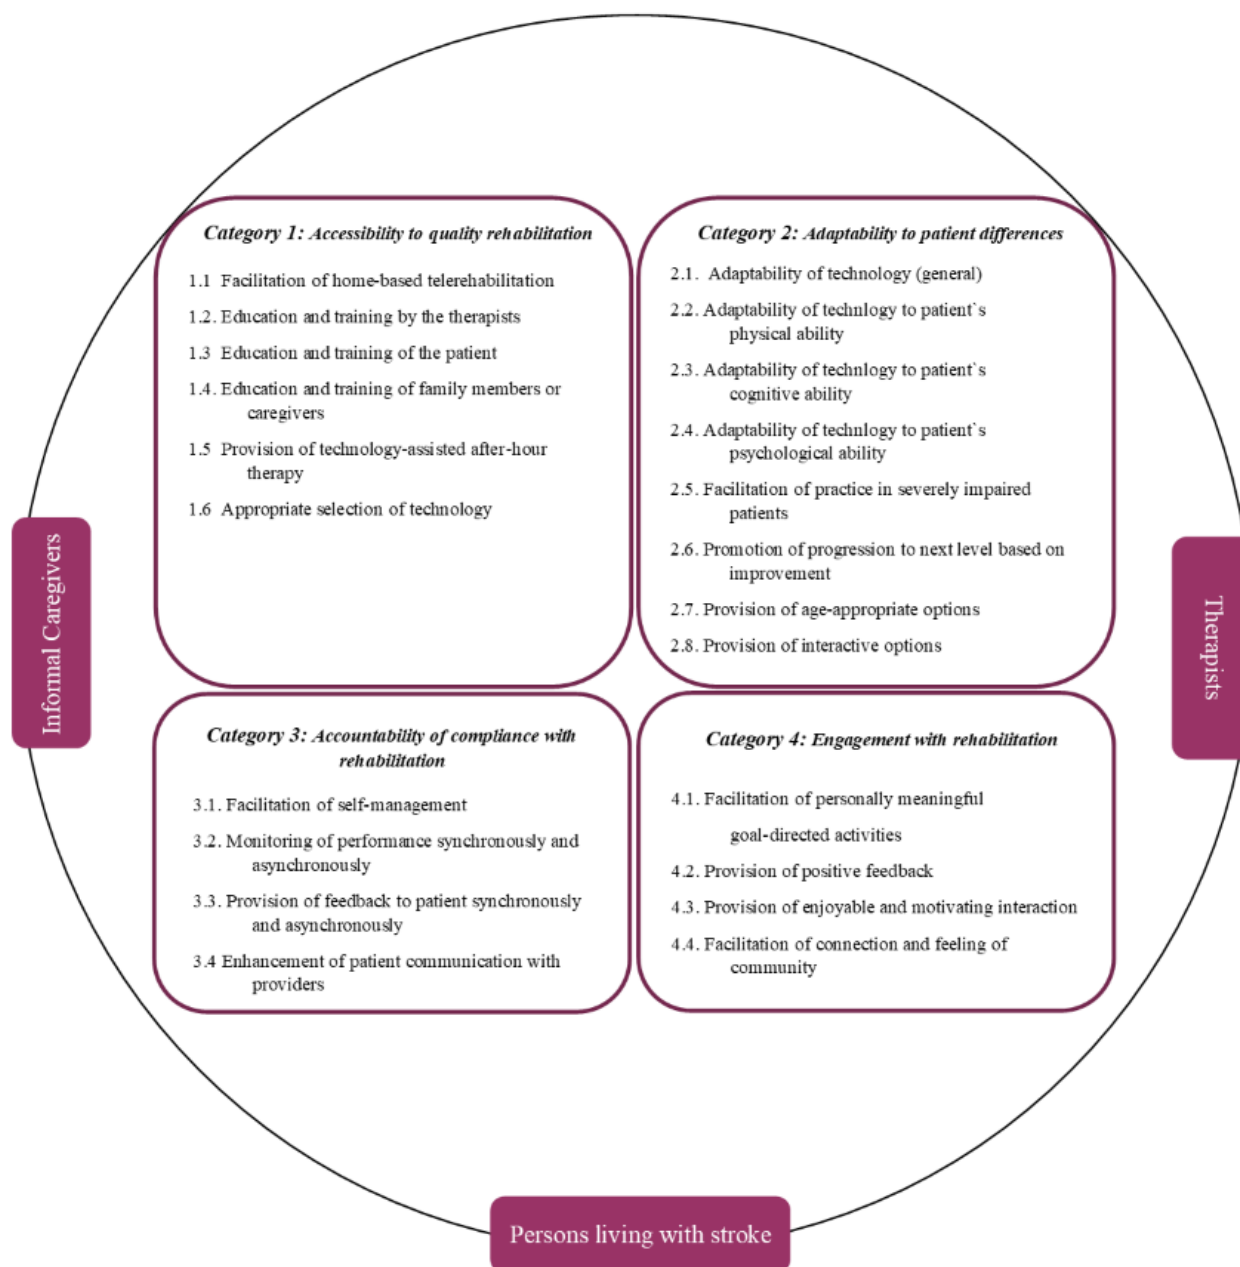 Category 1: Accessibility to quality rehabilitation
1.1 Facilitation of home-based telerehabilitation
1.2. Education and training by the therapists
1.3 Education and training of the patient
1.4. Education and training of family members or
caregivers
1.5 Provision of technology-assisted after-hour
therapy
1.6 Appropriate selection of technology
Category 2: Adaptability to patient differences
2.1. Adaptability of technology (general)
2.2. Adaptability of technlogy to patient`s
physical ability
2.3. Adaptability of technlogy to patient`s
cognitive ability
2.4. Adaptability of technlogy to patient`s
psychological ability
2.5. Facilitation of practice in severely impaired
patients
2.6. Promotion of progression to next level based on
improvement
2.7. Provision of age-appropriate options
2.8. Provision of interactive options
Informal Caregivers
Therapists
Category 3: Accountability of compliance with
rehabilitation
3.1. Facilitation of self-management
3.2. Monitoring of performance synchronously and
asynchronously
3.3. Provision of feedback to patient synchronously
and asynchronously
3.4 Enhancement of patient communication with
providers
Category 4: Engagement with rehabilitation
4.1. Facilitation of personally meaningful
goal-directed activities
4.2. Provision of positive feedback
4.3. Provision of enjoyable and motivating interaction
4.4. Facilitation of connection and feeling of
community
Persons living with stroke